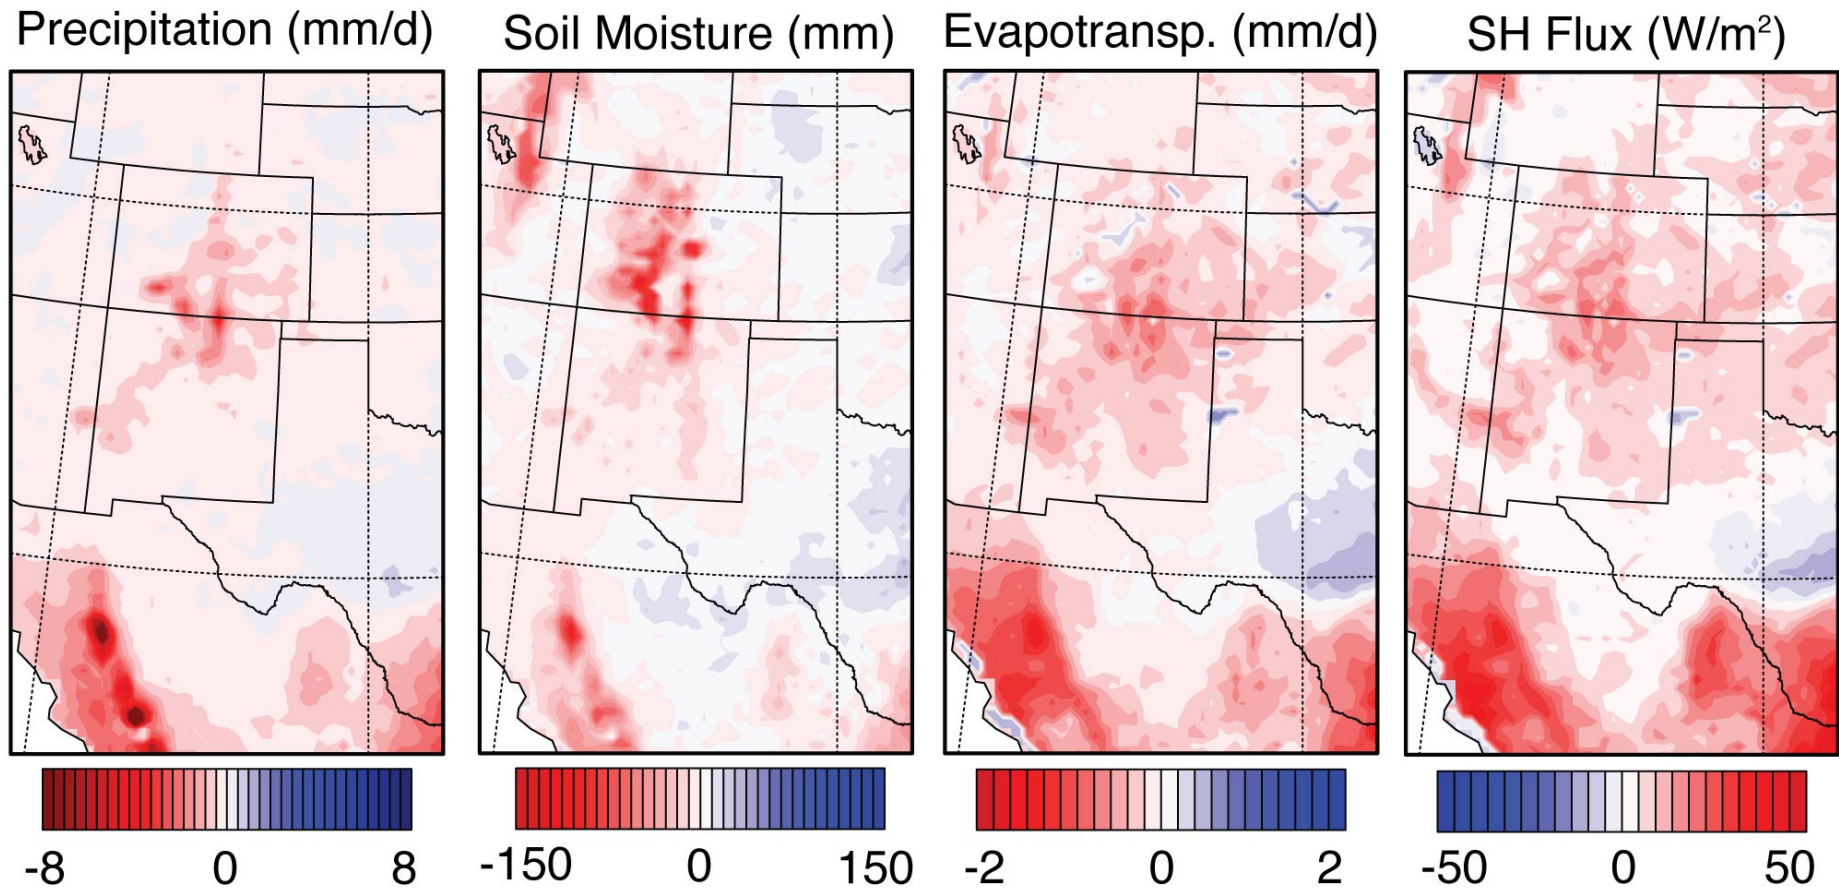 Precipitation (mm/d)
Soil Moisture (mm)
Evapotransp. (mm/d)
SH Flux (W/m²)
-8 0 8
-150 0 150
-2 0 2
-50 0 50